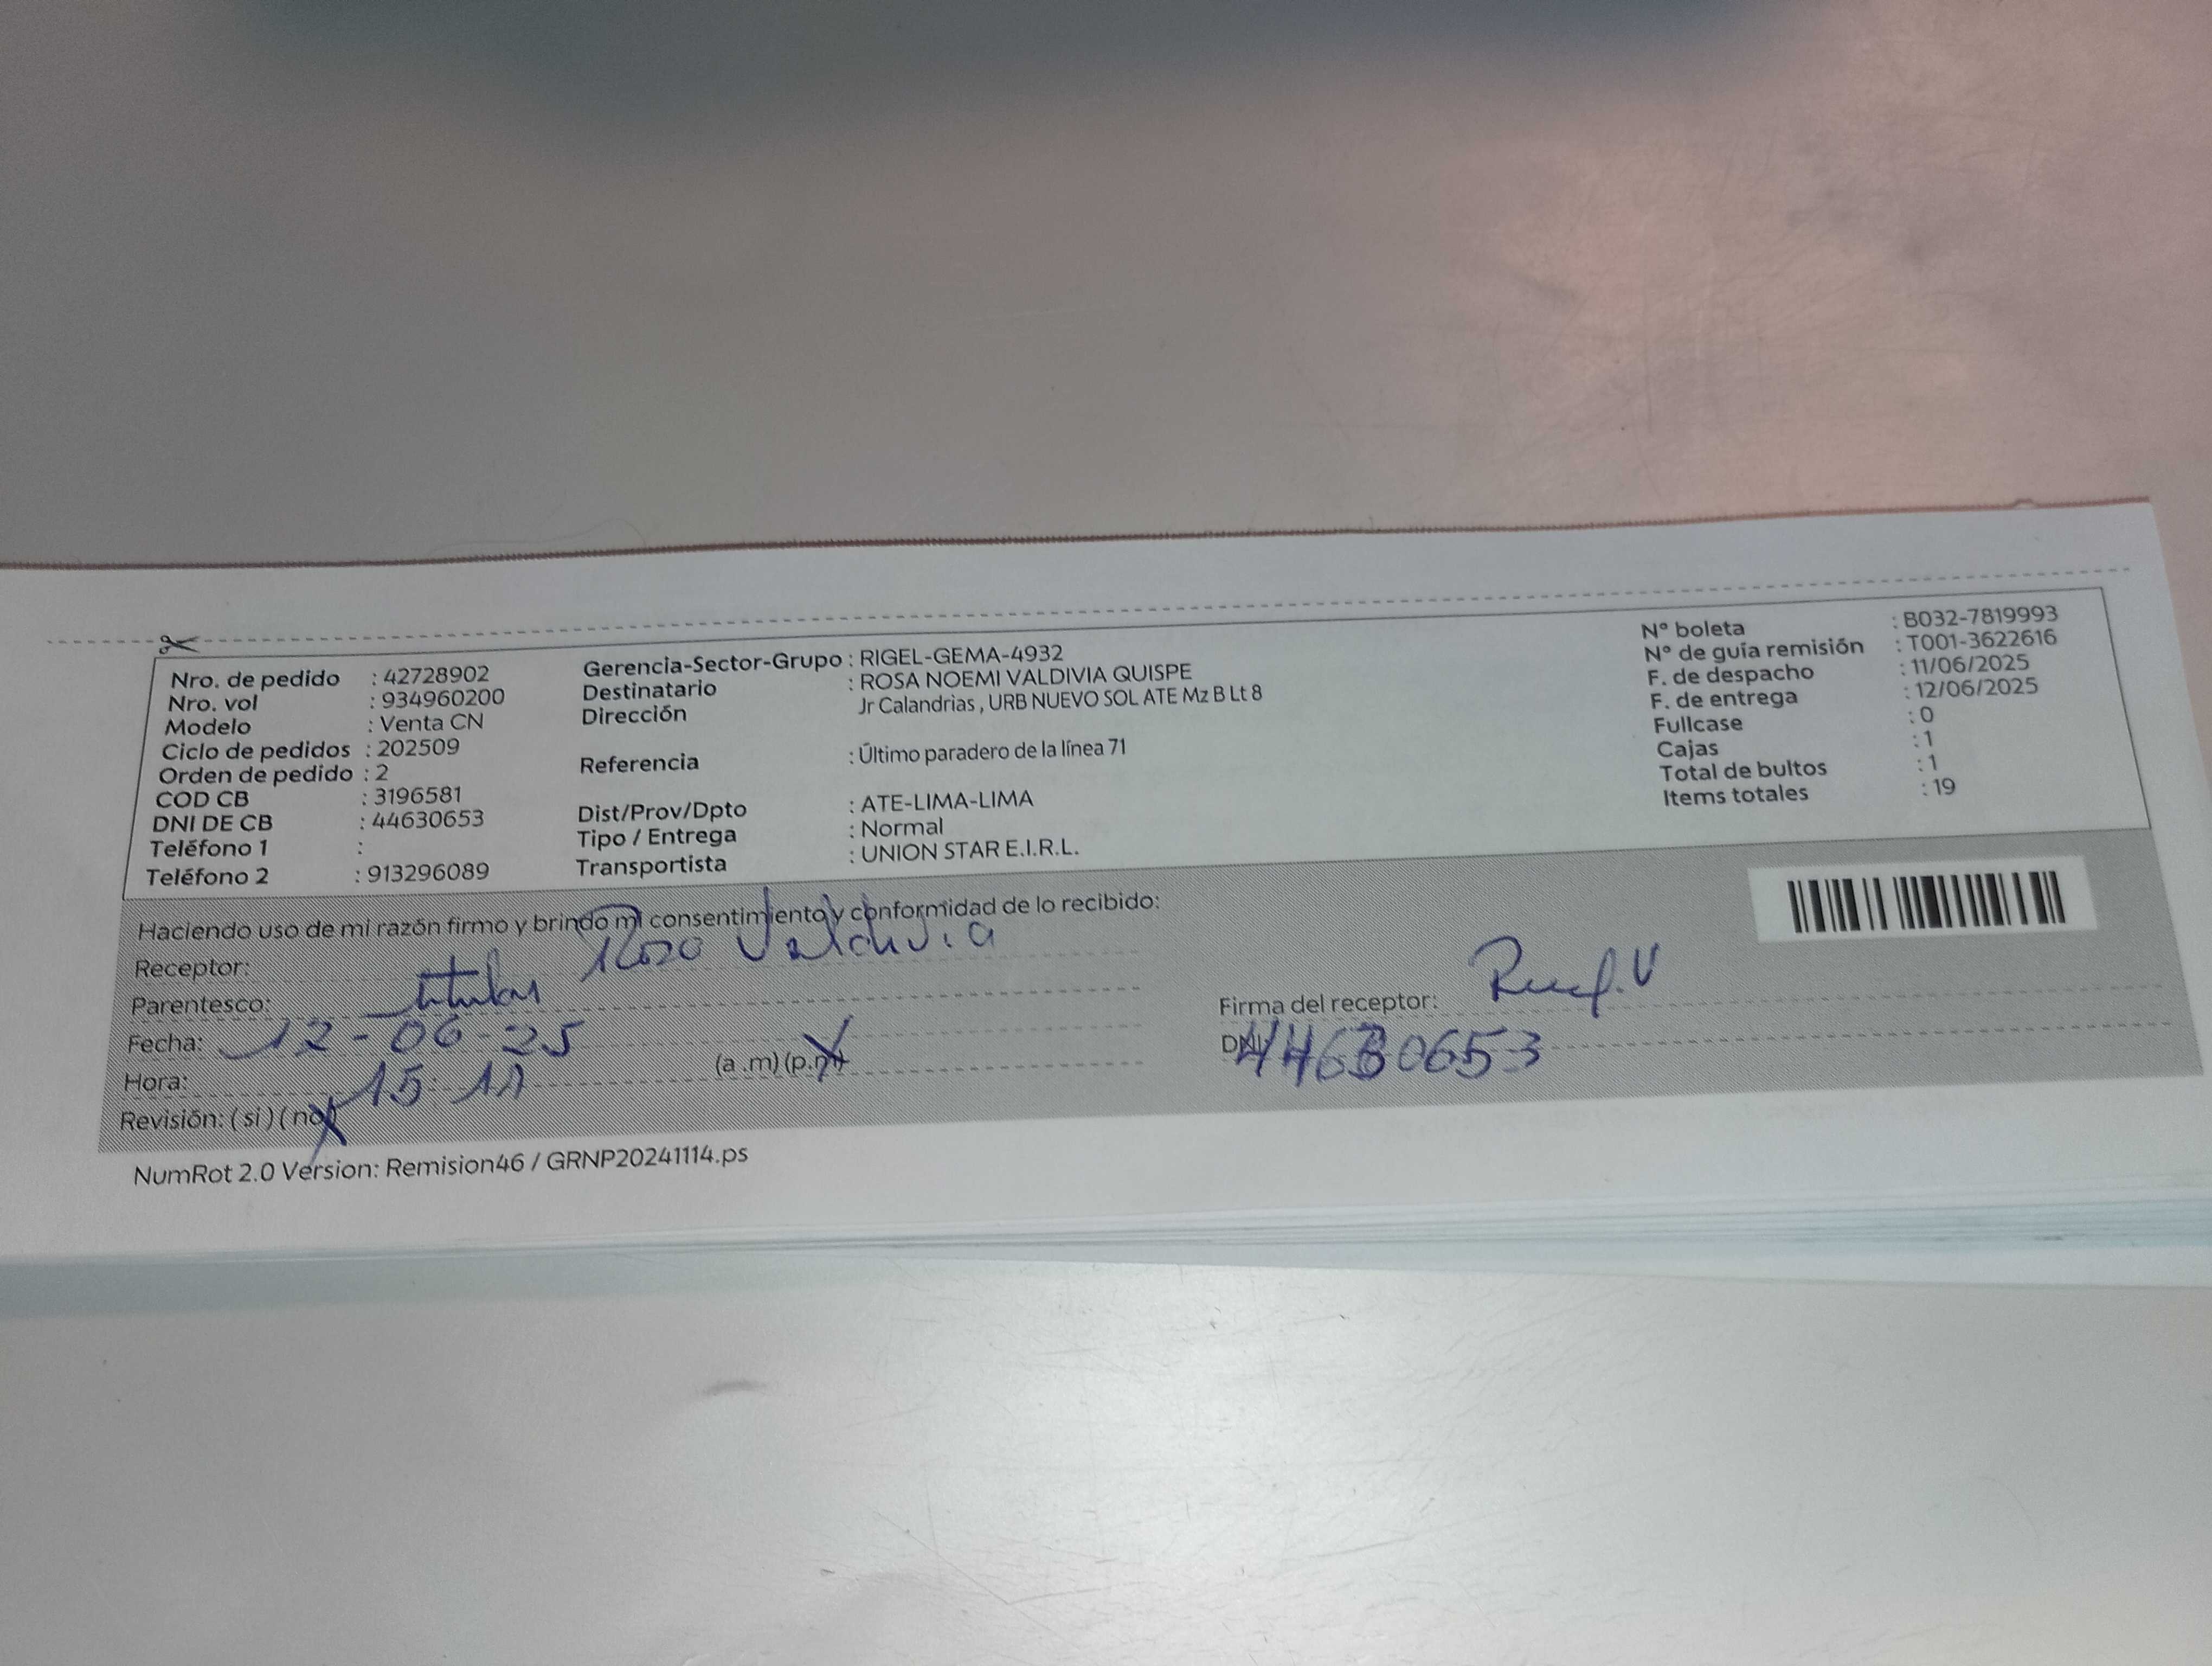 Nro. de pedido : 42728902
Nro. vol : 934960200
Modelo : Venta CN
Ciclo de pedidos : 202509
Orden de pedido : 2
COD CB : 3196581
DNI DE CB : 44630653
Teléfono 1 :
Teléfono 2 : 913296089
Gerencia-Sector-Grupo : RIGEL-GEMA-4932
Destinatario : ROSA NOEMI VALDIVIA QUISPE
Dirección Jr Calandrias , URB NUEVO SOL ATE Mz B Lt 8
Referencia : Último paradero de la línea 71
Dist/Prov/Dpto : ATE-LIMA-LIMA
Tipo / Entrega : Normal
Transportista : UNION STAR E.I.R.L.
N° boleta : B032-7819993
N° de guía remisión : T001-3622616
F. de despacho : 11/06/2025
F. de entrega : 12/06/2025
Fullcase : 0
Cajas : 1
Total de bultos : 1
Items totales : 19
Haciendo uso de mi razón firmo y brindo mi consentimiento y conformidad de lo recibido:
Receptor: Rosa Valdivia
Parentesco: titular
Fecha: 12-06-25
Hora: 15:11 (a.m) (p.m)
Revisión: (si) (no)
Firma del receptor:
DNI: 44630653
NumRot 2.0 Version: Remision46 / GRNP20241114.ps